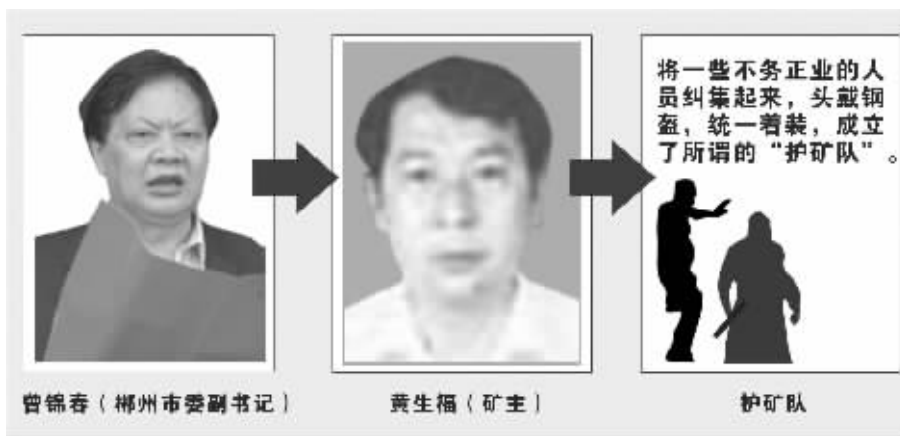 将一些不务正业的人
员纠集起来，头戴钢
盔，统一着装，成立
了所谓的“护矿队”。
曾锦春（郴州市委副书记）
黄生福（矿主）
护矿队